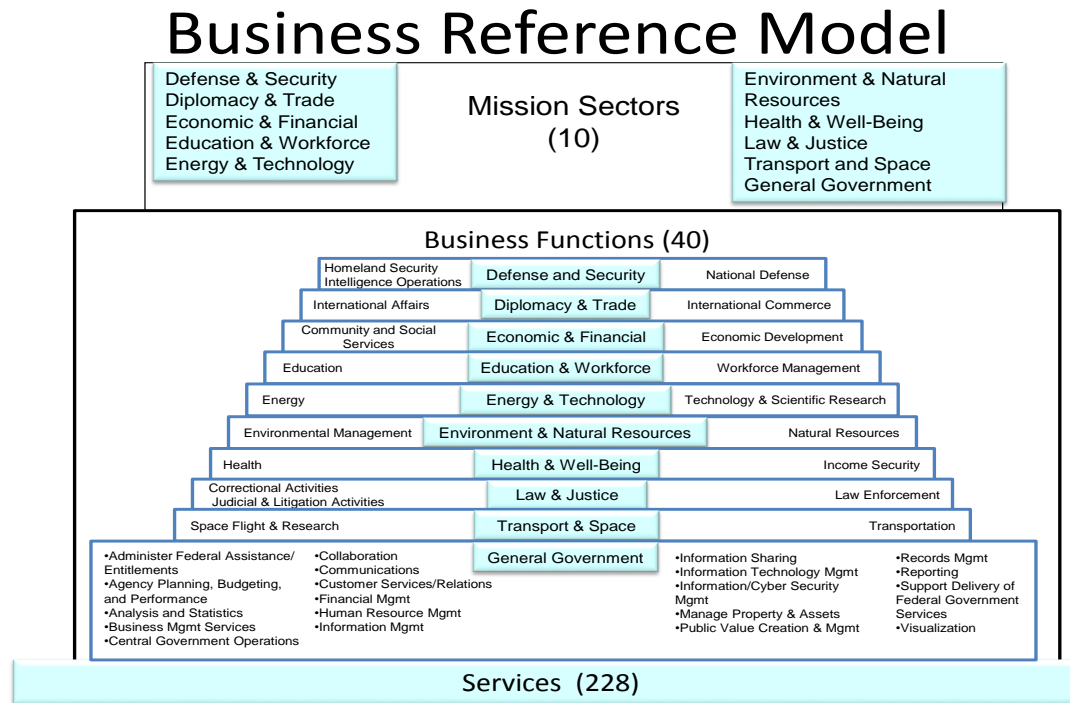 Business Reference Model
Defense & Security
Diplomacy & Trade
Economic & Financial
Education & Workforce
Energy & Technology
Mission Sectors
(10)
Environment & Natural
Resources
Health & Well-Being
Law & Justice
Transport and Space
General Government
Business Functions (40)
Homeland Security
Intelligence Operations
Defense and Security
National Defense
International Affairs
Diplomacy & Trade
International Commerce
Community and Social
Services
Economic & Financial
Economic Development
Education
Education & Workforce
Workforce Management
Energy
Energy & Technology
Technology & Scientific Research
Environmental Management
Environment & Natural Resources
Natural Resources
Health
Health & Well-Being
Income Security
Correctional Activities
Judicial & Litigation Activities
Law & Justice
Law Enforcement
Space Flight & Research
Transport & Space
Transportation
General Government
•Administer Federal Assistance/
Entitlements
•Agency Planning, Budgeting,
and Performance
•Analysis and Statistics
•Business Mgmt Services
•Central Government Operations
•Collaboration
•Communications
•Customer Services/Relations
•Financial Mgmt
•Human Resource Mgmt
•Information Mgmt
•Information Sharing
•Information Technology Mgmt
•Information/Cyber Security
Mgmt
•Manage Property & Assets
•Public Value Creation & Mgmt
•Records Mgmt
•Reporting
•Support Delivery of
Federal Government
Services
•Visualization
Services (228)